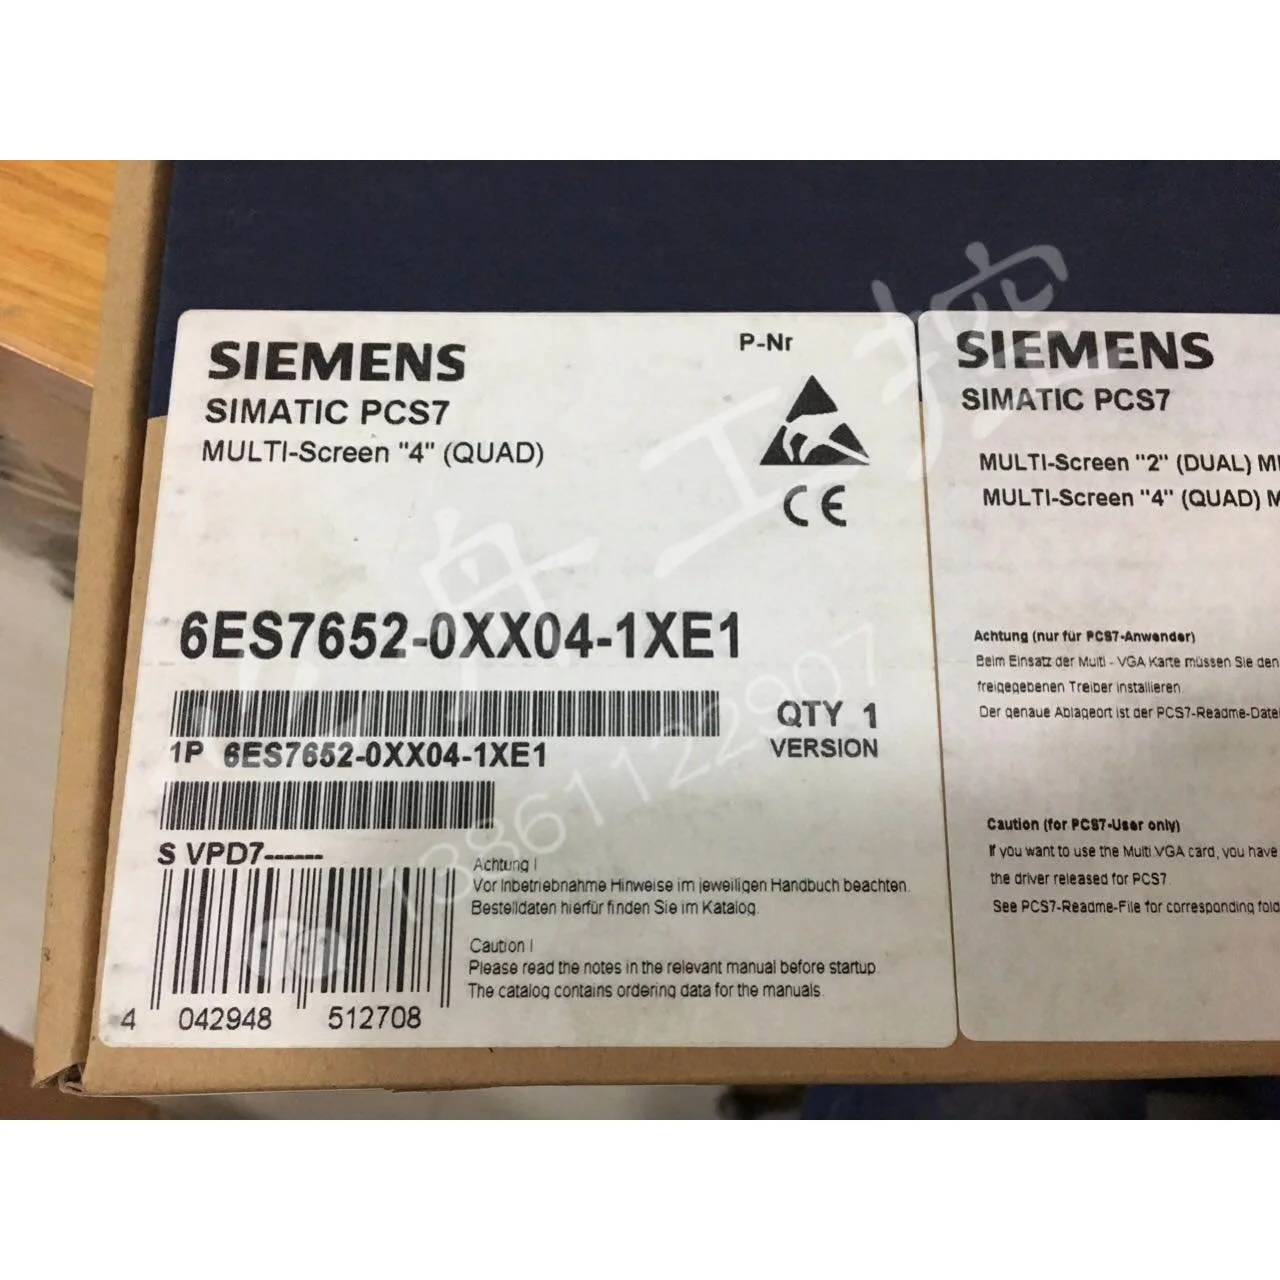 SIEMENS
SIMATIC PCS7
MULTI-Screen "4" (QUAD)
P-Nr
CE
6ES7652-0XX04-1XE1
1P 6ES7652-0XX04-1XE1
QTY 1
VERSION
S VPD7------
Achtung !
Vor Inbetriebnahme Hinweise im jeweiligen Handbuch beachten.
Bestelldaten hierfür finden Sie im Katalog.
Caution !
Please read the notes in the relevant manual before startup.
The catalog contains ordering data for the manuals.
4 042948 512708
SIEMENS
SIMATIC PCS7
MULTI-Screen "2" (DUAL)
MULTI-Screen "4" (QUAD)
Achtung (nur für PCS7-Anwender)
Beim Einsatz der Multi - VGA Karte müssen Sie den
freigegebenen Treiber installieren.
Der genaue Ablageort ist der PCS7-Readme-Datei
Caution (for PCS7-User only)
If you want to use the Multi VGA card, you have
the driver released for PCS7.
See PCS7-Readme-File for corresponding
舟工控
13861122907